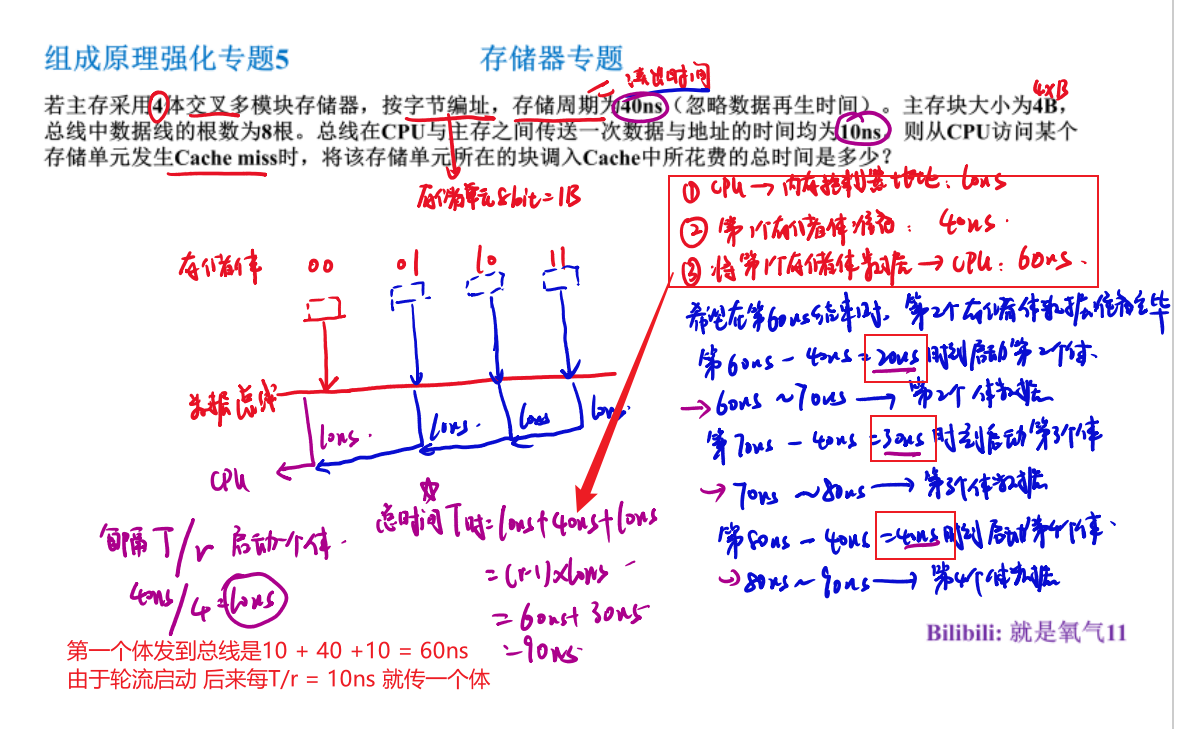 组成原理强化专题5 存储器专题
读出时间
若主存采用4体交叉多模块存储器，按字节编址，存储周期为40ns（忽略数据再生时间）。主存块大小为4B，
4×B
总线中数据线的根数为8根。总线在CPU与主存之间传送一次数据与地址的时间均为10ns，则从CPU访问某个
存储单元发生Cache miss时，将该存储单元所在的块调入Cache中所花费的总时间是多少？
存储单元8bit=1B
① CPU→内存控制器 地址：10ns
② 第1个存储体准备：40ns.
③ 将第1个存储体数据→CPU：60ns.
存储体 00 01 10 11
数据总线
10ns. 10ns. 10ns 10ns.
CPU
希望在第60ns结束时，第2个存储体数据准备完毕
第60ns-40ns=20ns时刻启动第2个体.
→60ns～70ns→第2个体数据
第70ns-40ns=30ns时刻启动第3个体
→70ns～80ns→第3个体数据
第80ns-40ns=40ns时刻启动第4个体.
→80ns～90ns→第4个体数据
每隔T/r 启动一个体.
40ns/4=10ns
☆
总时间T时=10ns+40ns+10ns
=(r-1)×10ns
=60ns+30ns
=90ns.
第一个体发到总线是10 + 40 +10 = 60ns
由于轮流启动 后来每T/r = 10ns 就传一个体
Bilibili: 就是氧气11